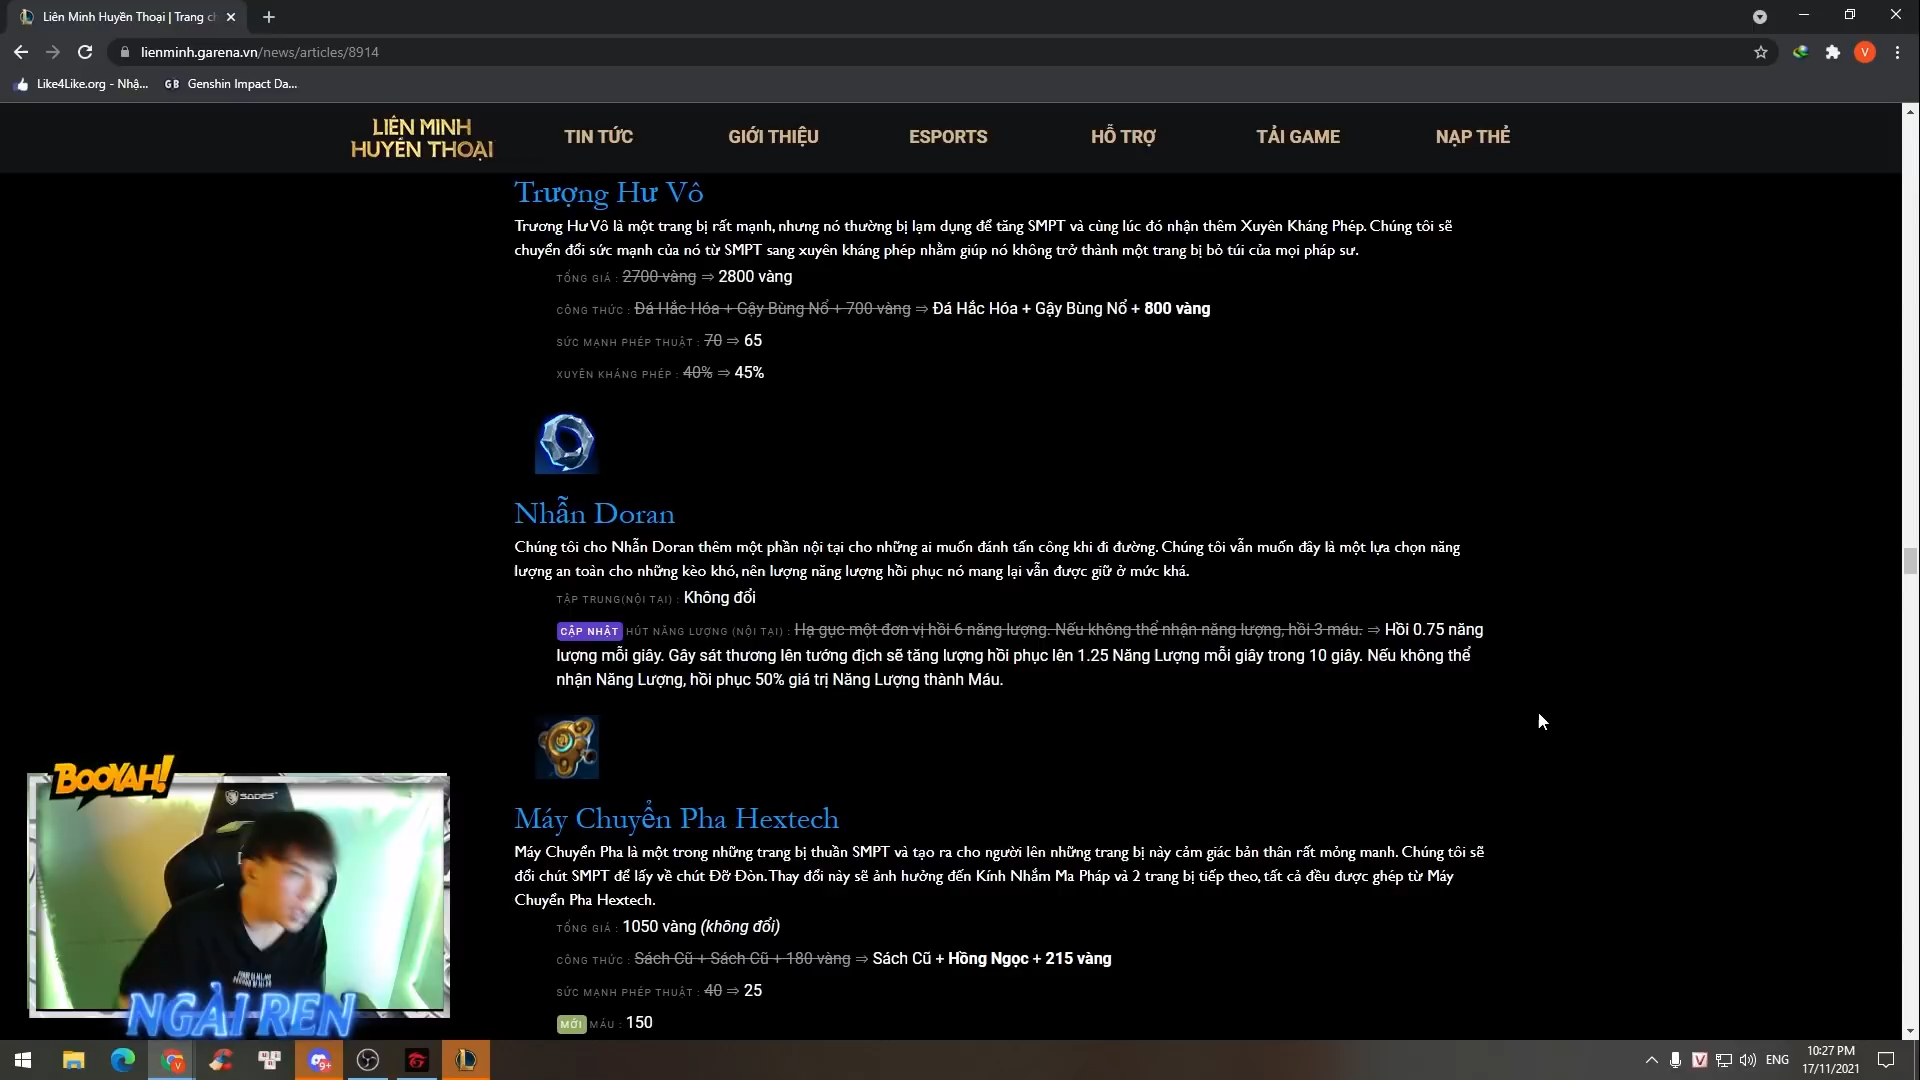 Liên Minh Huyền Thoại | Trang ch
lienminh.garena.vn/news/articles/8914
V
Like4Like.org - Nhậ...
GB Genshin Impact Da...
LIÊN MINH
HUYỀN THOẠI
TIN TỨC
GIỚI THIỆU
ESPORTS
HỖ TRỢ
TẢI GAME
NẠP THẺ
Trượng Hư Vô
Trương Hư Vô là một trang bị rất mạnh, nhưng nó thường bị lạm dụng để tăng SMPT và cùng lúc đó nhận thêm Xuyên Kháng Phép. Chúng tôi sẽ
chuyển đổi sức mạnh của nó từ SMPT sang xuyên kháng phép nhằm giúp nó không trở thành một trang bị bỏ túi của mọi pháp sư.
TỔNG GIÁ : 2700 vàng ⇒ 2800 vàng
CÔNG THỨC : Đá Hắc Hóa + Gậy Bùng Nổ + 700 vàng ⇒ Đá Hắc Hóa + Gậy Bùng Nổ + 800 vàng
SỨC MẠNH PHÉP THUẬT : 70 ⇒ 65
XUYÊN KHÁNG PHÉP : 40% ⇒ 45%
Nhẫn Doran
Chúng tôi cho Nhẫn Doran thêm một phần nội tại cho những ai muốn đánh tấn công khi đi đường. Chúng tôi vẫn muốn đây là một lựa chọn năng
lượng an toàn cho những kèo khó, nên lượng năng lượng hồi phục nó mang lại vẫn được giữ ở mức khá.
TẬP TRUNG(NỘI TẠI) : Không đổi
CẬP NHẬT HÚT NĂNG LƯỢNG (NỘI TẠI) : Hạ gục một đơn vị hồi 6 năng lượng. Nếu không thể nhận năng lượng, hồi 3 máu. ⇒ Hồi 0.75 năng
lượng mỗi giây. Gây sát thương lên tướng địch sẽ tăng lượng hồi phục lên 1.25 Năng Lượng mỗi giây trong 10 giây. Nếu không thể
nhận Năng Lượng, hồi phục 50% giá trị Năng Lượng thành Máu.
Máy Chuyển Pha Hextech
Máy Chuyển Pha là một trong những trang bị thuần SMPT và tạo ra cho người lên những trang bị này cảm giác bản thân rất mỏng manh. Chúng tôi sẽ
đổi chút SMPT để lấy về chút Đỡ Đòn. Thay đổi này sẽ ảnh hưởng đến Kính Nhắm Ma Pháp và 2 trang bị tiếp theo, tất cả đều được ghép từ Máy
Chuyển Pha Hextech.
TỔNG GIÁ : 1050 vàng (không đổi)
CÔNG THỨC : Sách Cũ + Sách Cũ + 180 vàng ⇒ Sách Cũ + Hồng Ngọc + 215 vàng
SỨC MẠNH PHÉP THUẬT : 40 ⇒ 25
MỚI MÁU : 150
BOOYAH!
SADES
NGÀI REN
9+
V
ENG
10:27 PM
17/11/2021